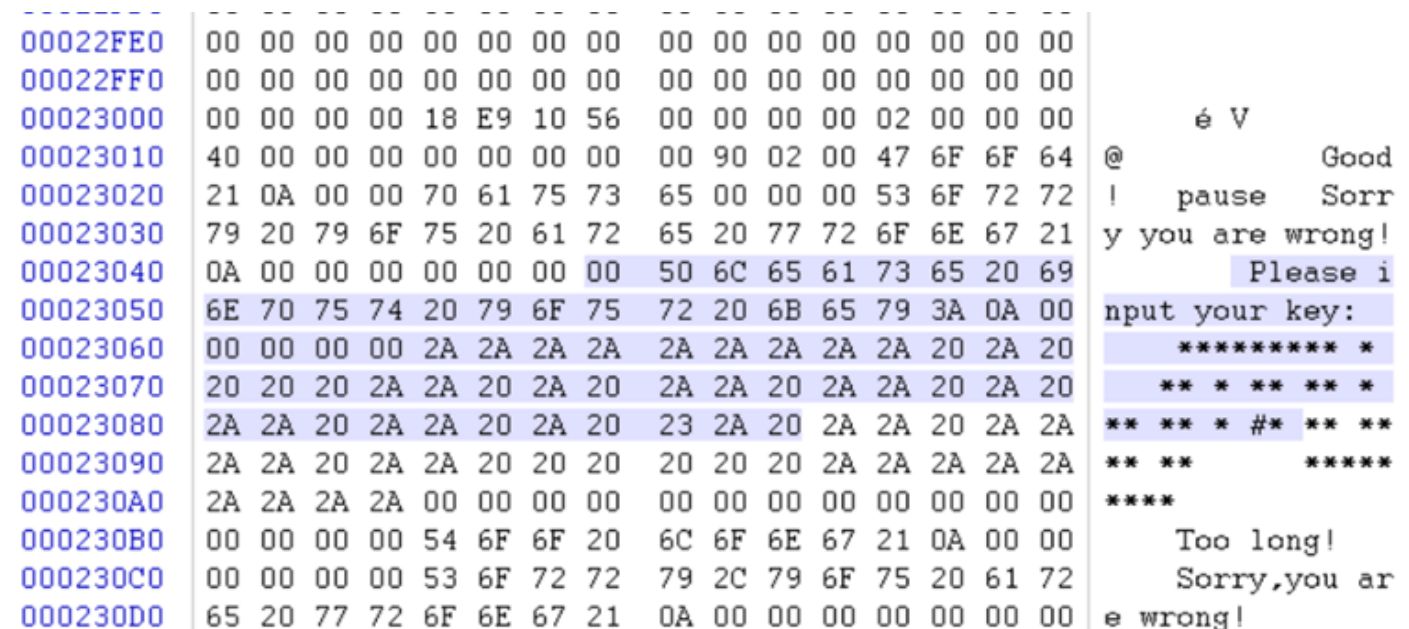 00022FE0 00 00 00 00 00 00 00 00 00 00 00 00 00 00 00 00
00022FF0 00 00 00 00 00 00 00 00 00 00 00 00 00 00 00 00
00023000 00 00 00 00 18 E9 10 56 00 00 00 00 02 00 00 00 é V
00023010 40 00 00 00 00 00 00 00 00 90 02 00 47 6F 6F 64 @ Good
00023020 21 0A 00 00 70 61 75 73 65 00 00 00 53 6F 72 72 ! pause Sorr
00023030 79 20 79 6F 75 20 61 72 65 20 77 72 6F 6E 67 21 y you are wrong!
00023040 0A 00 00 00 00 00 00 00 50 6C 65 61 73 65 20 69 Please i
00023050 6E 70 75 74 20 79 6F 75 72 20 6B 65 79 3A 0A 00 nput your key:
00023060 00 00 00 00 2A 2A 2A 2A 2A 2A 2A 2A 2A 20 2A 20 ********* *
00023070 20 20 20 2A 2A 20 2A 20 2A 2A 20 2A 2A 20 2A 20 ** * ** ** *
00023080 2A 2A 20 2A 2A 20 2A 20 23 2A 20 2A 2A 20 2A 2A ** ** * #* ** **
00023090 2A 2A 20 2A 2A 20 20 20 20 20 20 2A 2A 2A 2A 2A ** ** *****
000230A0 2A 2A 2A 2A 00 00 00 00 00 00 00 00 00 00 00 00 ****
000230B0 00 00 00 00 54 6F 6F 20 6C 6F 6E 67 21 0A 00 00 Too long!
000230C0 00 00 00 00 53 6F 72 72 79 2C 79 6F 75 20 61 72 Sorry,you ar
000230D0 65 20 77 72 6F 6E 67 21 0A 00 00 00 00 00 00 00 e wrong!